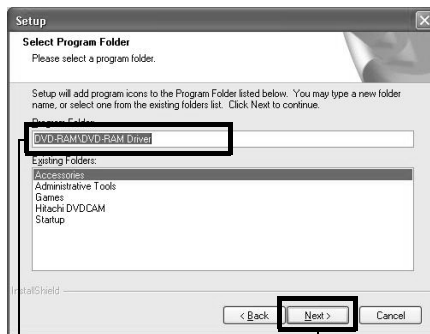 Setup
Select Program Folder
Please select a program folder.
Setup will add program icons to the Program Folder listed below. You may type a new folder
name, or select one from the existing folders list. Click Next to continue.
Program Folder:
DVD-RAM\DVD-RAM Driver
Existing Folders:
Accessories
Administrative Tools
Games
Hitachi DVDCAM
Startup
InstallShield
< Back
Next >
Cancel